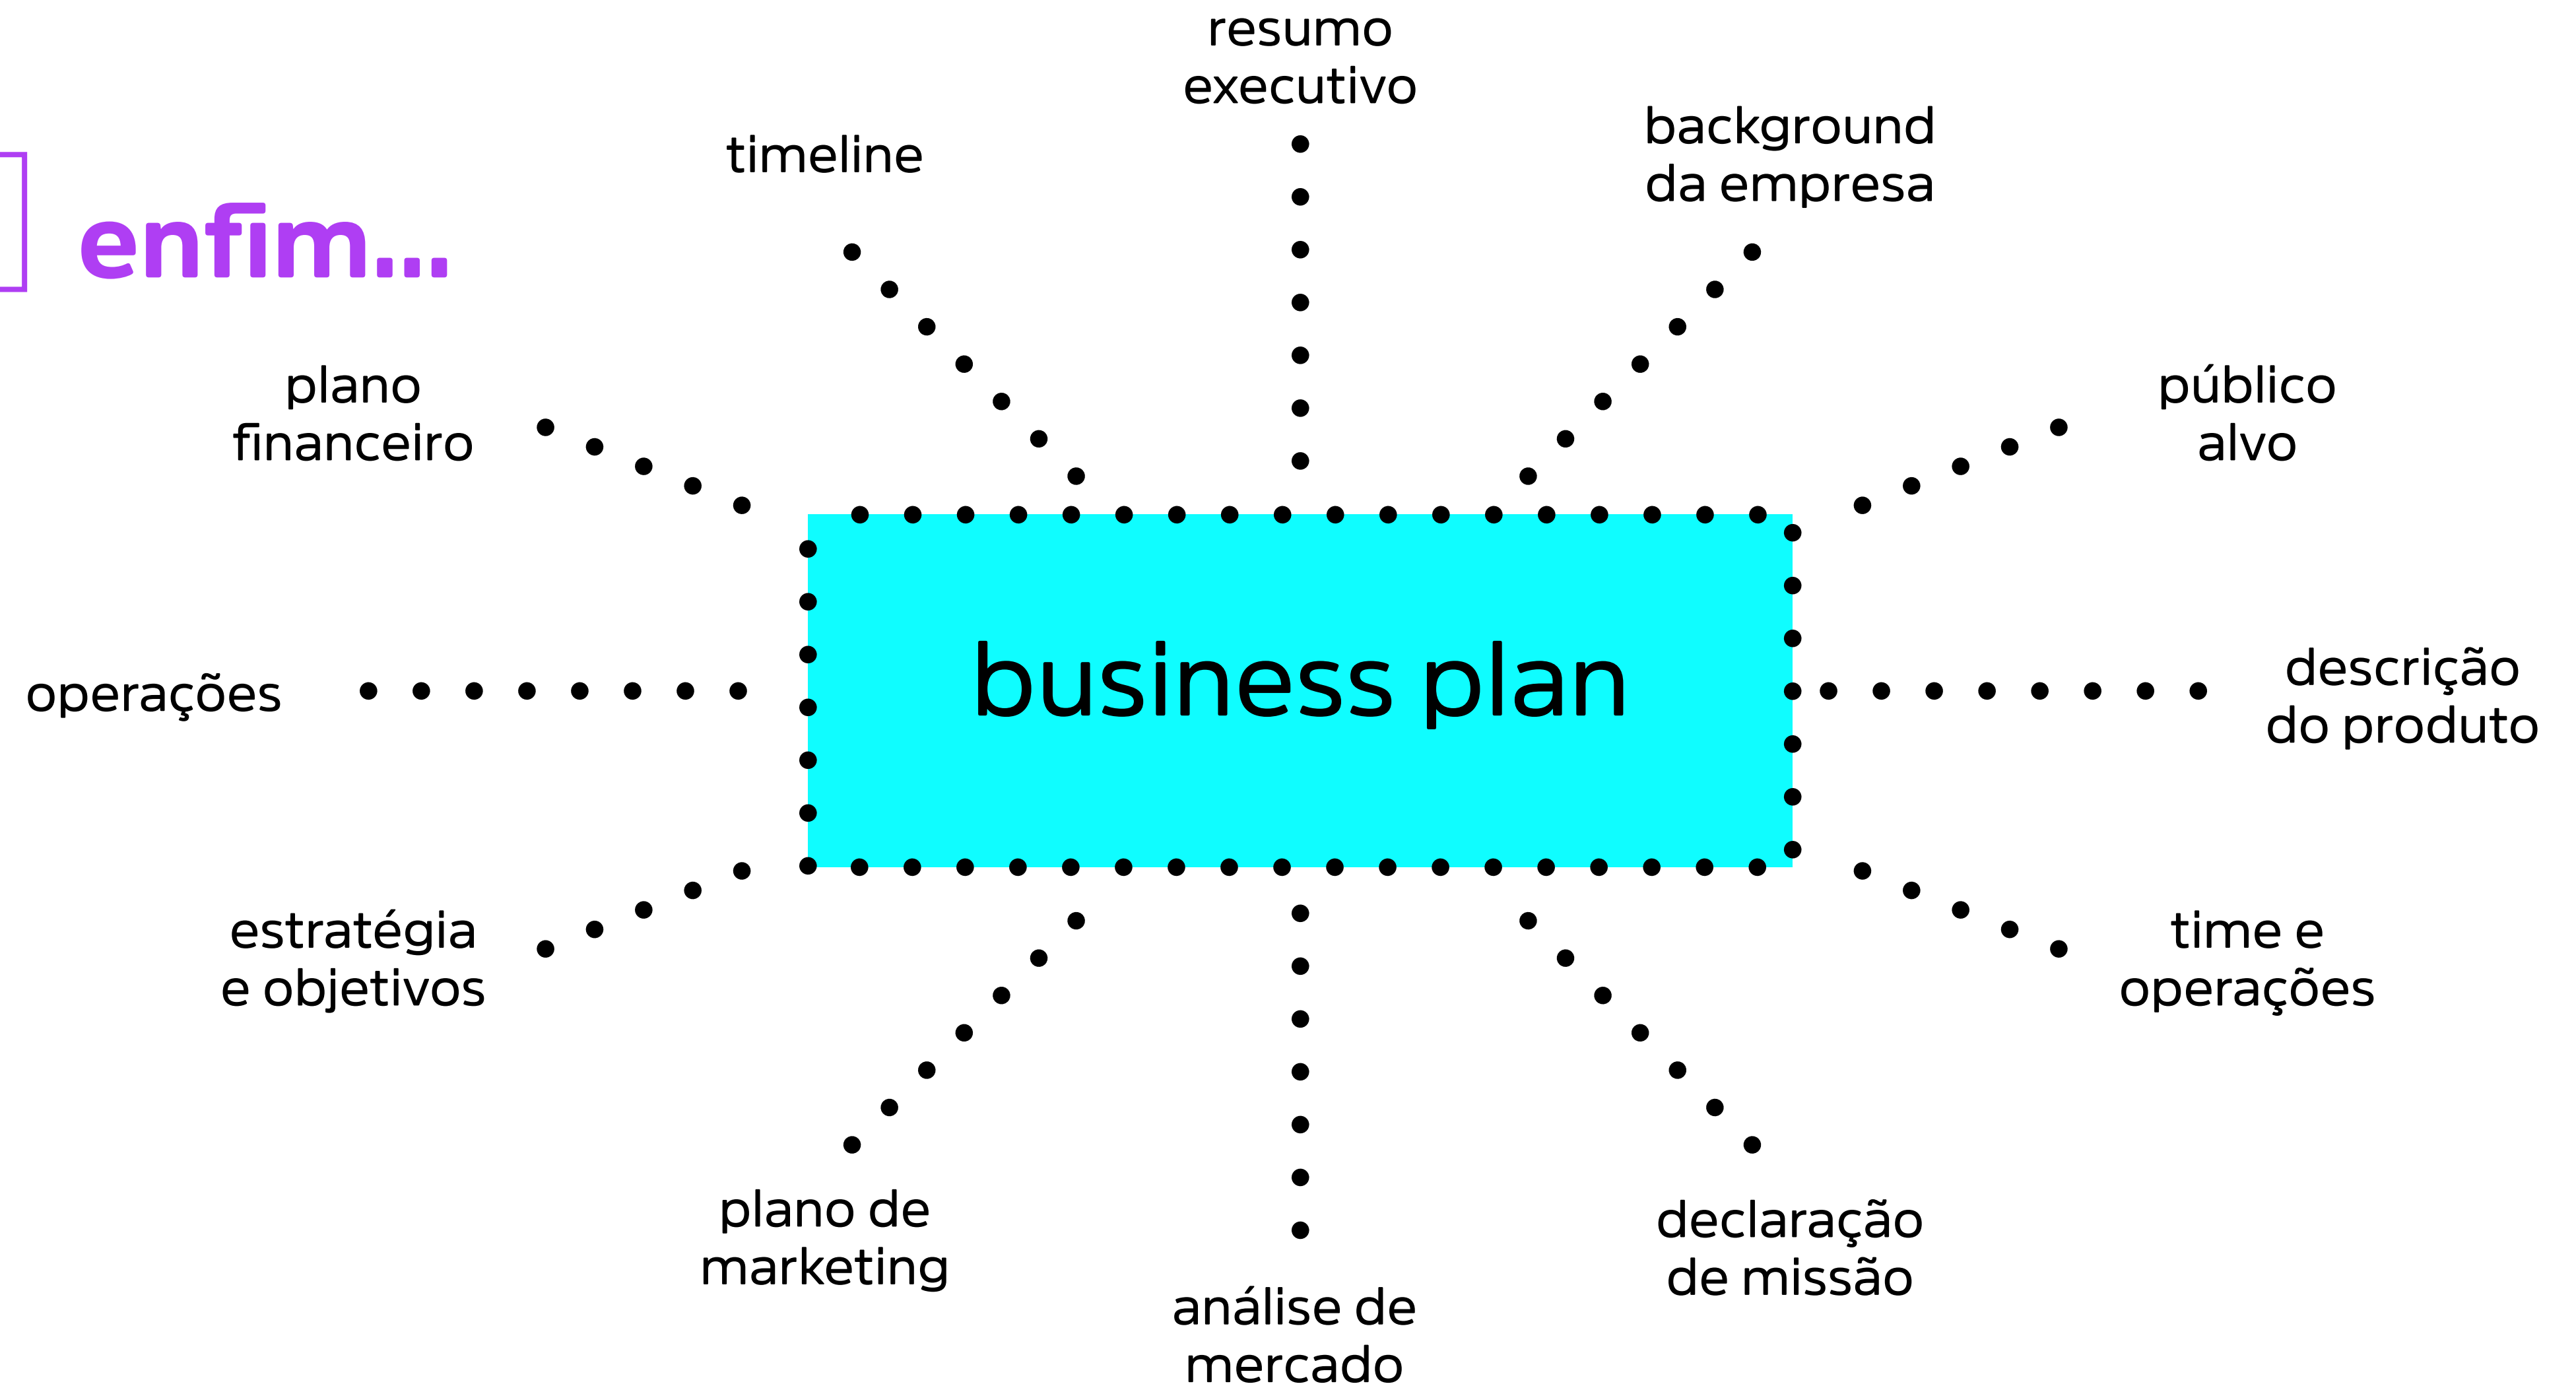 resumo
executivo
timeline
background
da empresa
enfim...
plano
financeiro
público
alvo
operações
business plan
descrição
do produto
estratégia
e objetivos
time e
operações
plano de
marketing
declaração
de missão
análise de
mercado